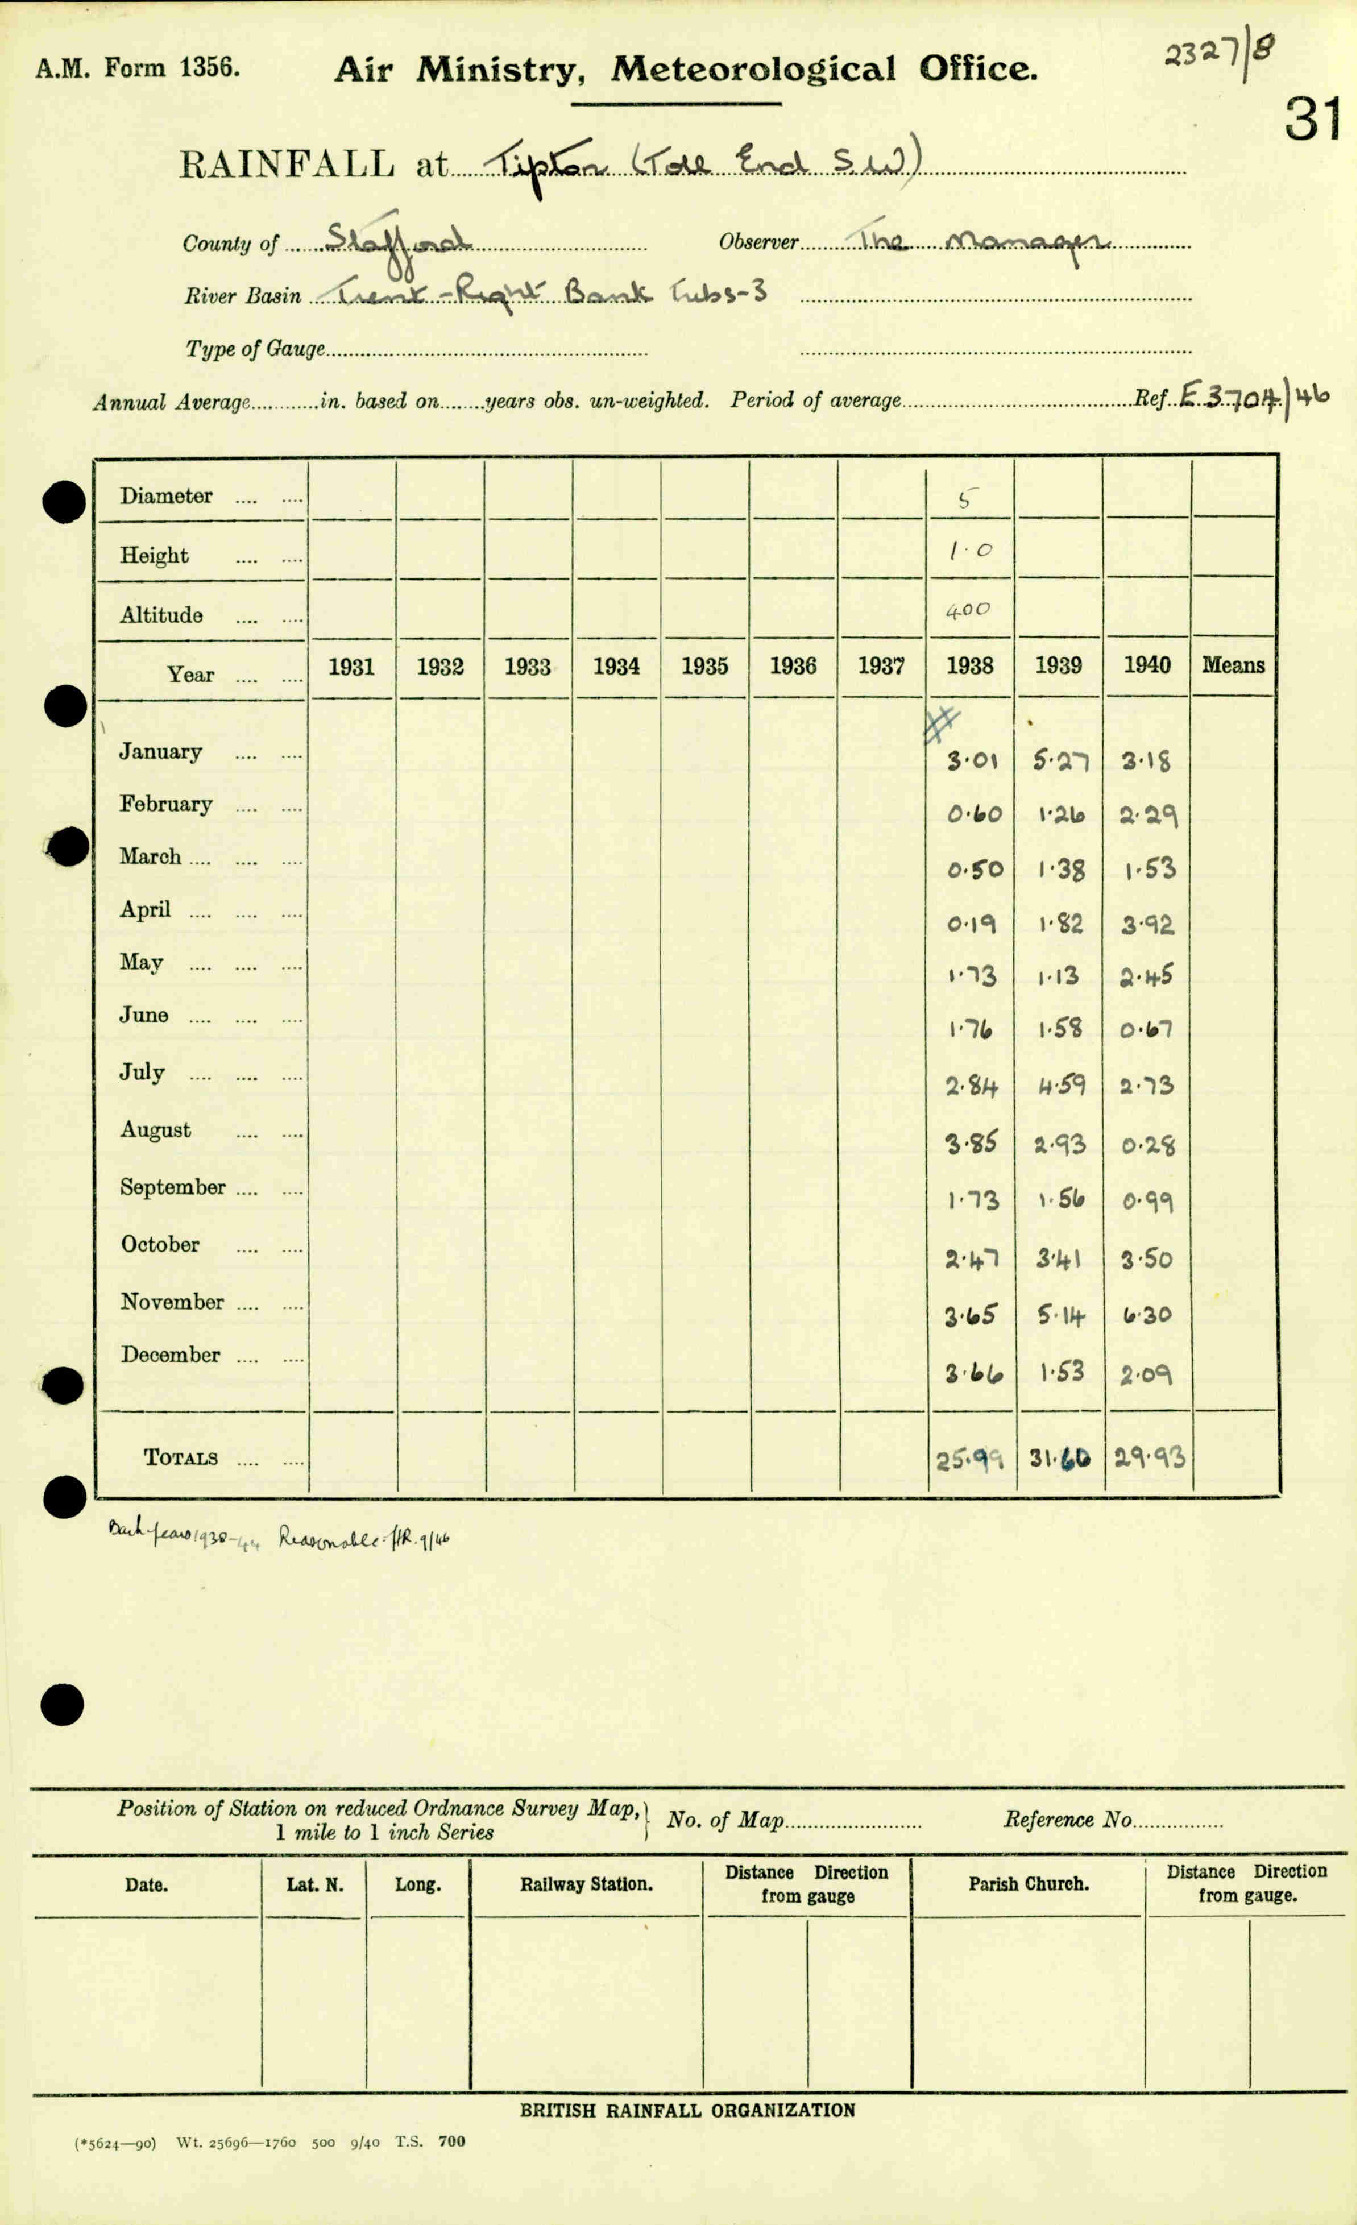 2327/8
A.M. Form 1356. Air Ministry, Meteorological Office.
31
RAINFALL at Tipton (Toll End S.W)
County of Stafford Observer The Manager
River Basin Trent - Right Bank Tribs-3
Type of Gauge
Annual Average in. based on years obs. un-weighted. Period of average Ref. E3704/46
Diameter 5
Height 1.0
Altitude 400
Year 1931 1932 1933 1934 1935 1936 1937 1938 1939 1940 Means
January 3.01 5.27 3.18
February 0.60 1.26 2.29
March 0.50 1.38 1.53
April 0.19 1.82 3.92
May 1.73 1.13 2.45
June 1.76 1.58 0.67
July 2.84 4.59 2.73
August 3.85 2.93 0.28
September 1.73 1.56 0.99
October 2.47 3.41 3.50
November 3.65 5.14 6.30
December 3.66 1.53 2.09
TOTALS 25.99 31.60 29.93
Back years 1938-44 Reasonable. 9/46
Position of Station on reduced Ordnance Survey Map, No. of Map Reference No.
1 mile to 1 inch Series
Date. Lat. N. Long. Railway Station. Distance Direction from gauge Parish Church. Distance Direction from gauge.
BRITISH RAINFALL ORGANIZATION
(*5624—90) Wt. 25696—1760 500 9/40 T.S. 700